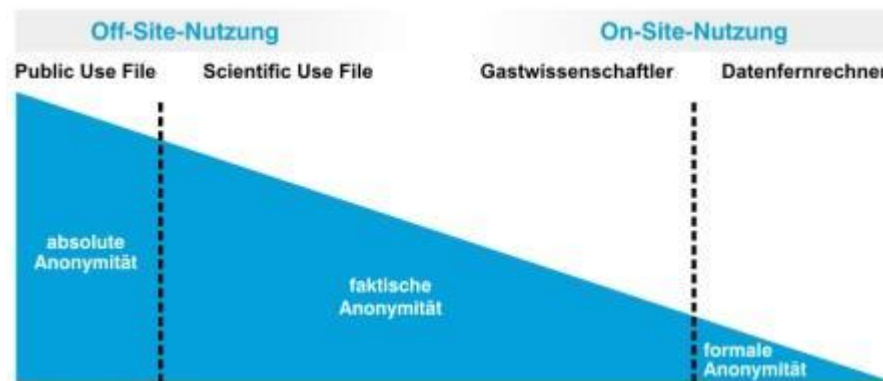 Off-Site-Nutzung On-Site-Nutzung
Public Use File Scientific Use File Gastwissenschaftler Datenfernrechnen
absolute
Anonymität
faktische
Anonymität
formale
Anonymität